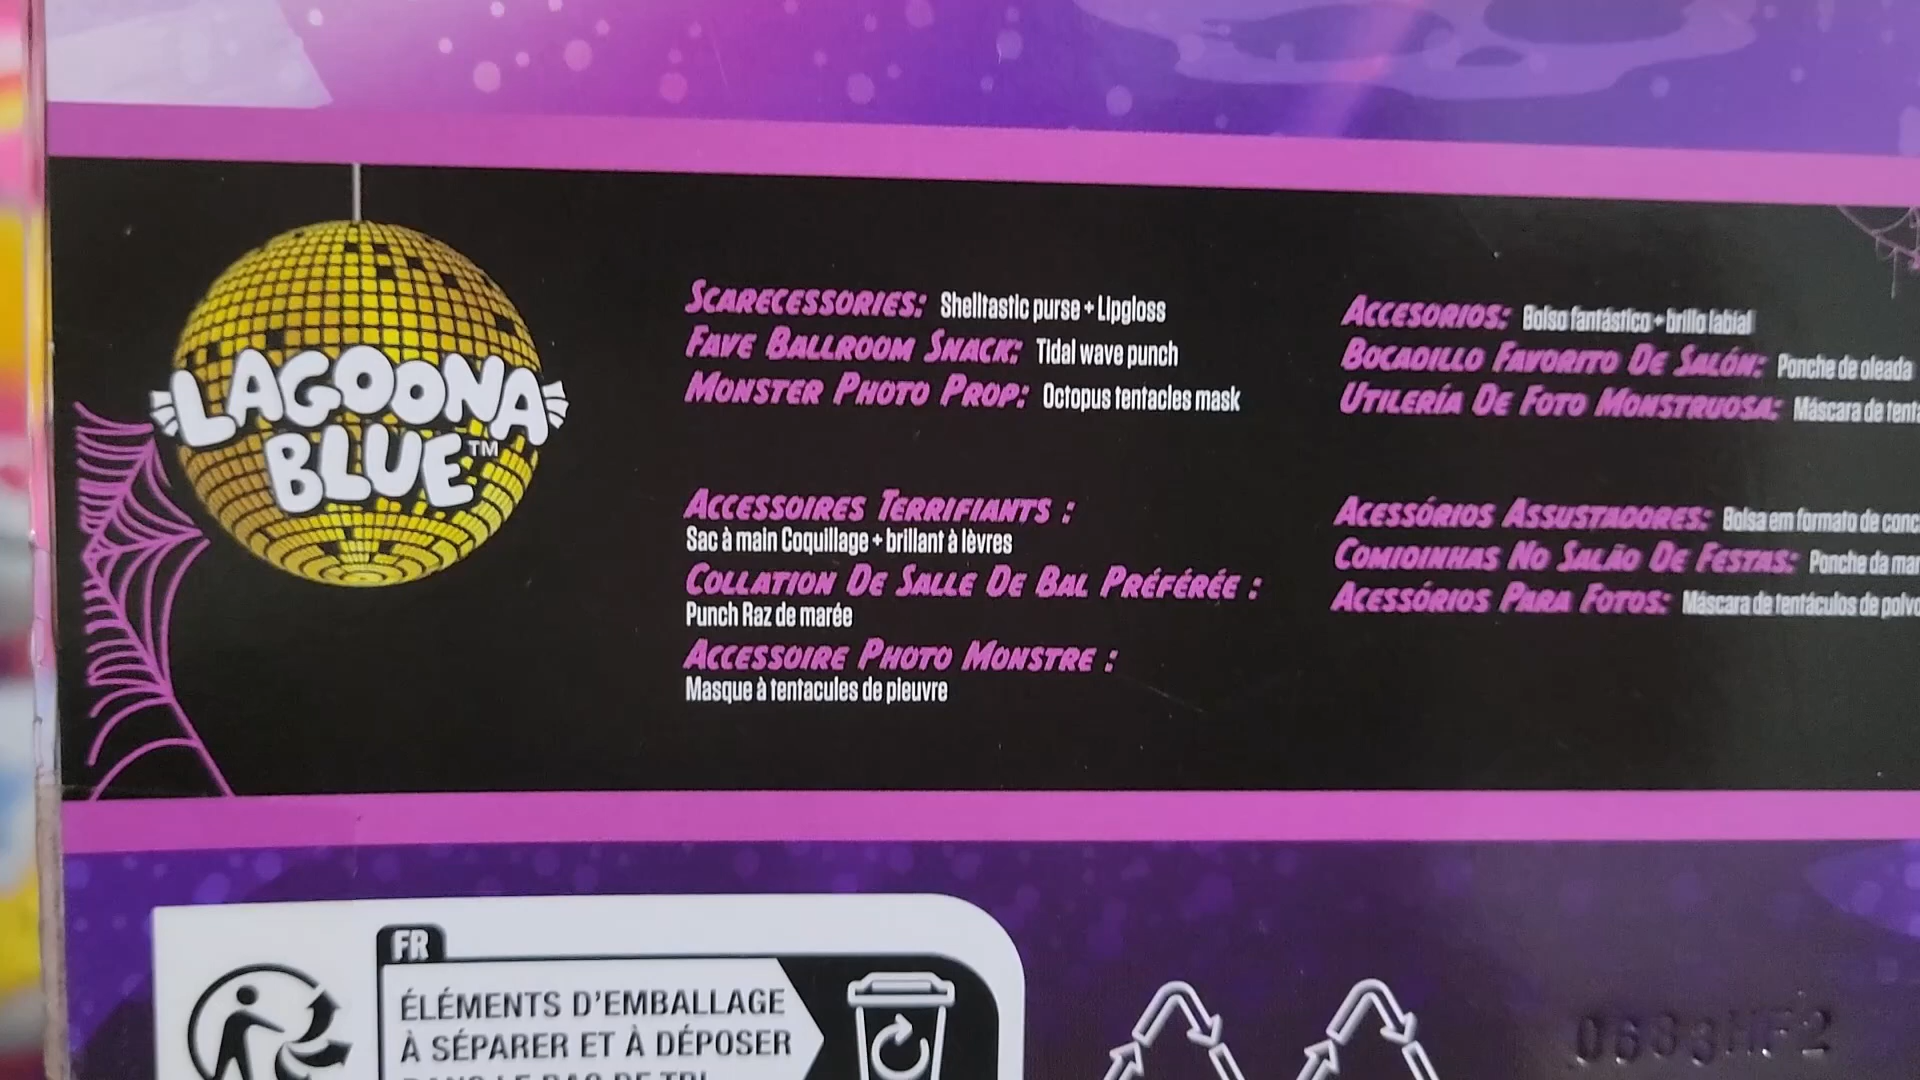 LAGOONA
BLUE™
SCARECESSORIES: Shelltastic purse + Lipgloss
FAVE BALLROOM SNACK: Tidal wave punch
MONSTER PHOTO PROP: Octopus tentacles mask
ACCESSOIRES TERRIFIANTS :
Sac à main Coquillage + brillant à lèvres
COLLATION DE SALLE DE BAL PRÉFÉRÉE :
Punch Raz de marée
ACCESSOIRE PHOTO MONSTRE :
Masque à tentacules de pieuvre
ACCESORIOS: Bolso fantástico + brillo labial
BOCADILLO FAVORITO DE SALÓN: Ponche de oleada
UTILERÍA DE FOTO MONSTRUOSA: Máscara de
ACESSÓRIOS ASSUSTADORES: Bolsa em formato de
COMIDINHAS NO SALÃO DE FESTAS: Ponche da
ACESSÓRIOS PARA FOTOS: Máscara de tentáculos de polvo
FR
ÉLÉMENTS D'EMBALLAGE
À SÉPARER ET À DÉPOSER